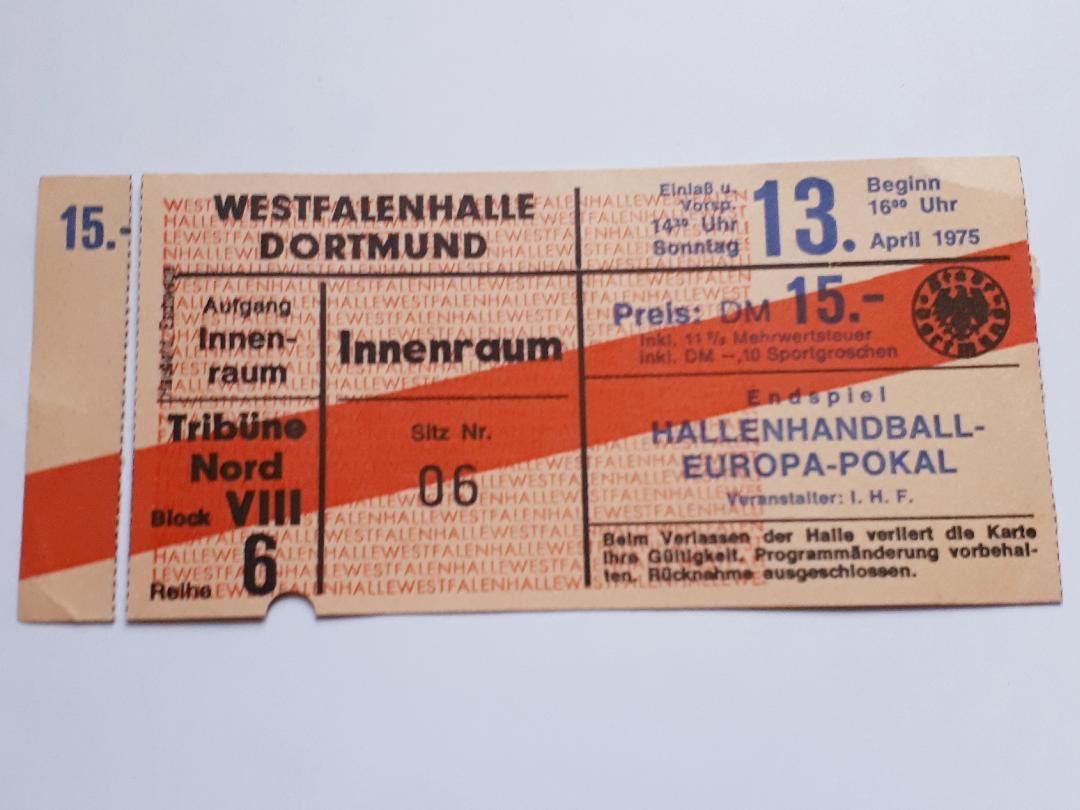 15.-
WESTFALENHALLE
DORTMUND
Einlaß u.
Vorsp.
14³⁰ Uhr
Sonntag
13.
Beginn
16⁰⁰ Uhr
April 1975
Aufgang
Innen-
raum
Innenraum
Preis: DM 15.-
inkl. 11 % Mehrwertsteuer
inkl. DM -,10 Sportgroschen
Tribüne
Nord
Block VIII
Reihe 6
Sitz Nr.
06
Endspiel
HALLENHANDBALL-
EUROPA-POKAL
Veranstalter: I. H. F.
Beim Verlassen der Halle verliert die Karte
ihre Gültigkeit. Programmänderung vorbehal-
ten. Rücknahme ausgeschlossen.